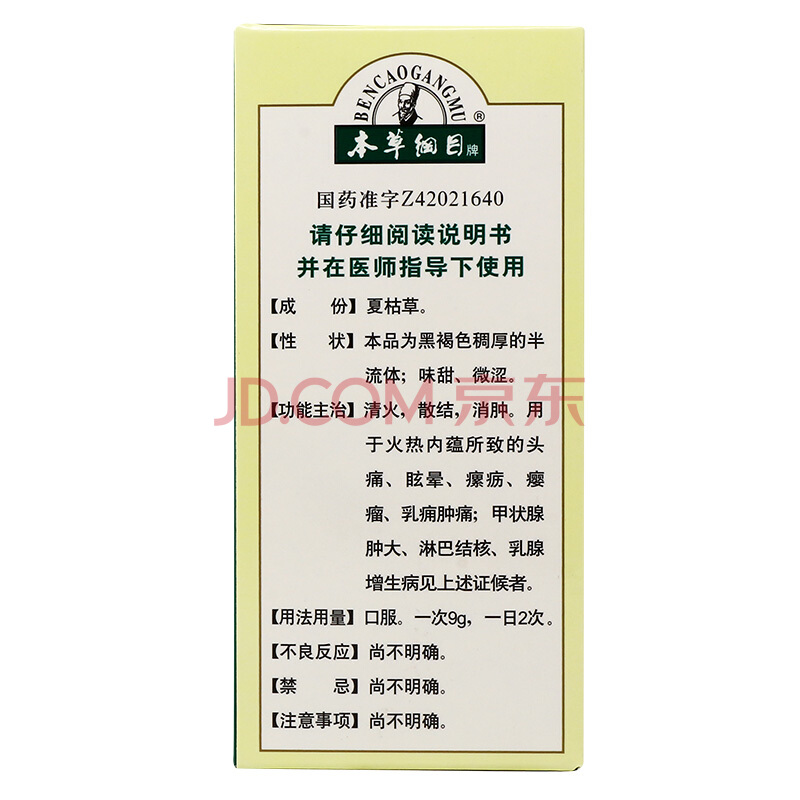 BENCAOGANGMU
®
本草纲目牌
国药准字Z42021640
请仔细阅读说明书
并在医师指导下使用
【成　份】夏枯草。
【性　状】本品为黑褐色稠厚的半
流体；味甜、微涩。
JD.COM 京东
【功能主治】清火，散结，消肿。用
于火热内蕴所致的头
痛、眩晕、瘰疬、瘿
瘤、乳痈肿痛；甲状腺
肿大、淋巴结核、乳腺
增生病见上述证候者。
【用法用量】口服。一次9g，一日2次。
【不良反应】尚不明确。
【禁　忌】尚不明确。
【注意事项】尚不明确。